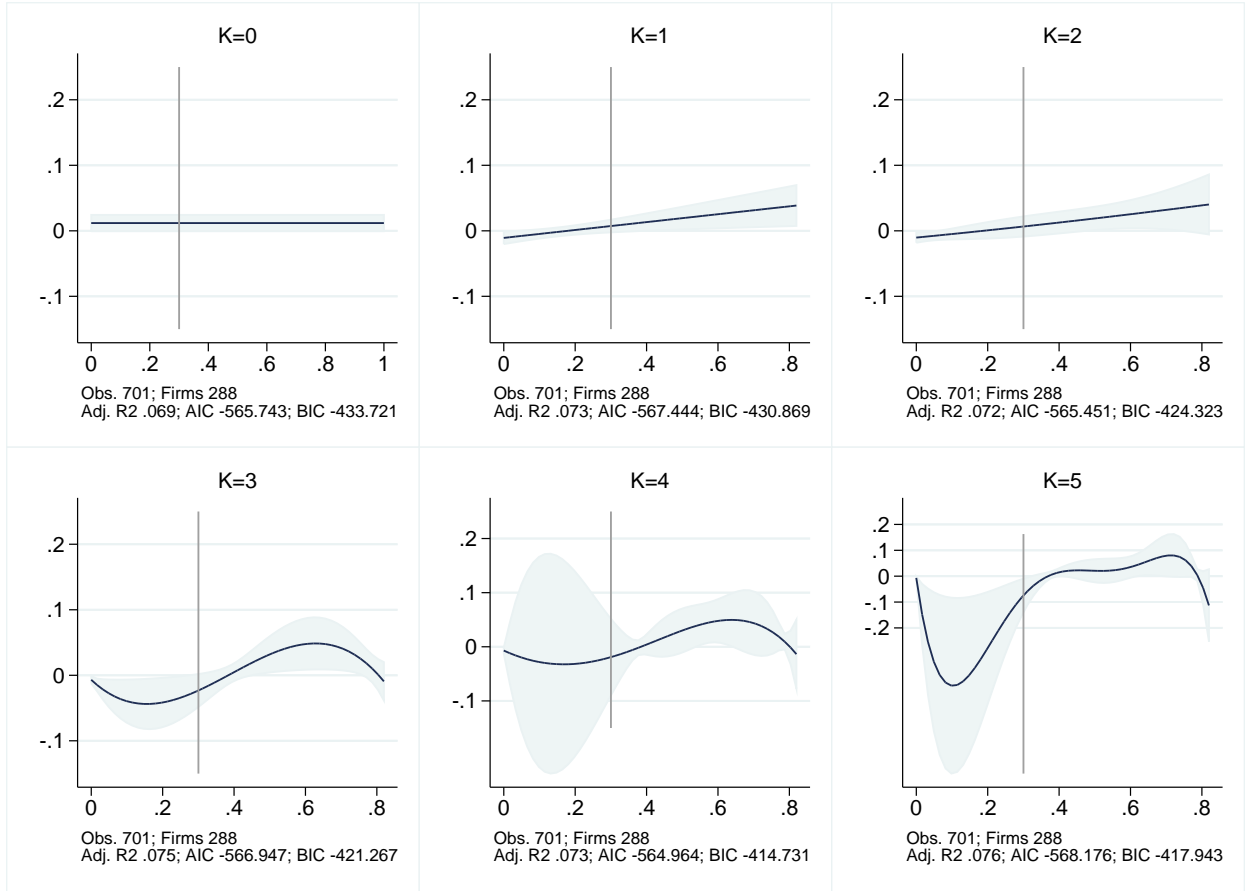 K=0
.2
.1
0
-.1
0 .2 .4 .6 .8 1
Obs. 701; Firms 288
Adj. R2 .069; AIC -565.743; BIC -433.721
K=1
.2
.1
0
-.1
0 .2 .4 .6 .8
Obs. 701; Firms 288
Adj. R2 .073; AIC -567.444; BIC -430.869
K=2
.2
.1
0
-.1
0 .2 .4 .6 .8
Obs. 701; Firms 288
Adj. R2 .072; AIC -565.451; BIC -424.323
K=3
.2
.1
0
-.1
0 .2 .4 .6 .8
Obs. 701; Firms 288
Adj. R2 .075; AIC -566.947; BIC -421.267
K=4
.2
.1
0
-.1
0 .2 .4 .6 .8
Obs. 701; Firms 288
Adj. R2 .073; AIC -564.964; BIC -414.731
K=5
.2
.1
0
-.1
-.2
0 .2 .4 .6 .8
Obs. 701; Firms 288
Adj. R2 .076; AIC -568.176; BIC -417.943